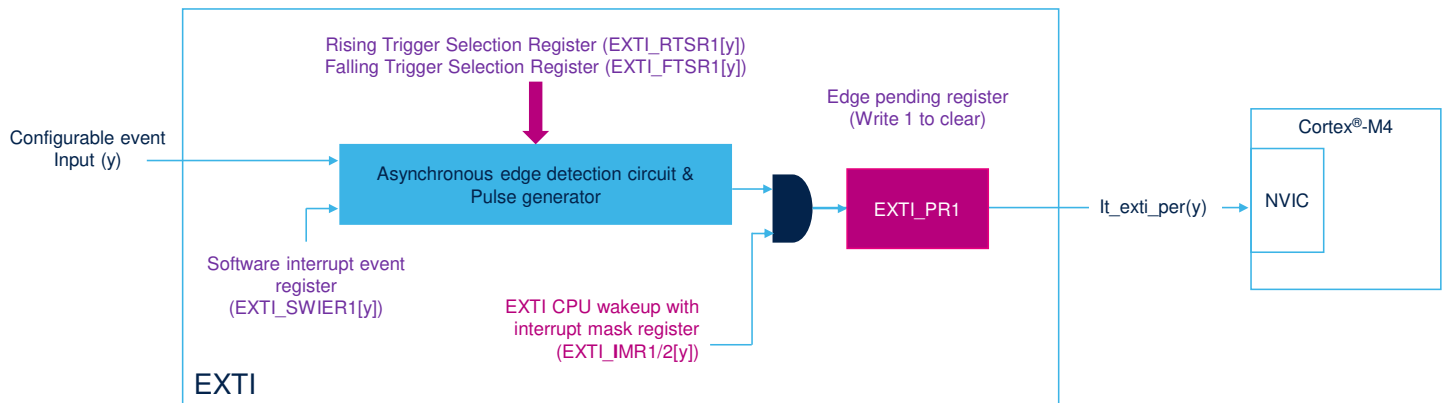 Rising Trigger Selection Register (EXTI_RTSR1[y])
Falling Trigger Selection Register (EXTI_FTSR1[y])
Edge pending register
(Write 1 to clear)
Cortex®-M4
Configurable event
Input (y)
Asynchronous edge detection circuit &
Pulse generator
EXTI_PR1
It_exti_per(y)
NVIC
Software interrupt event
register
(EXTI_SWIER1[y])
EXTI CPU wakeup with
interrupt mask register
(EXTI_IMR1/2[y])
EXTI